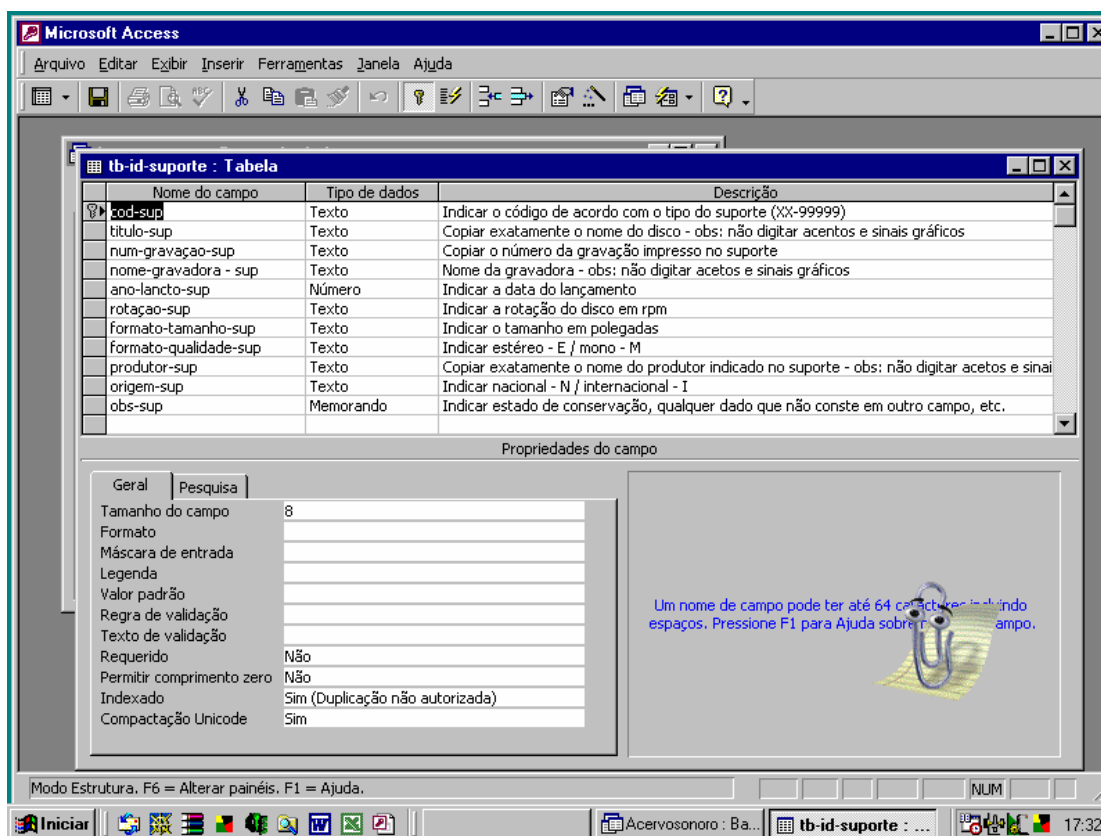 Microsoft Access
Arquivo Editar Exibir Inserir Ferramentas Janela Ajuda
tb-id-suporte : Tabela
Nome do campo Tipo de dados Descrição
cod-sup Texto Indicar o código de acordo com o tipo do suporte (XX-99999)
titulo-sup Texto Copiar exatamente o nome do disco - obs: não digitar acentos e sinais gráficos
num-gravaçao-sup Texto Copiar o número da gravação impresso no suporte
nome-gravadora - sup Texto Nome da gravadora - obs: não digitar acetos e sinais gráficos
ano-lancto-sup Número Indicar a data do lançamento
rotaçao-sup Texto Indicar a rotação do disco em rpm
formato-tamanho-sup Texto Indicar o tamanho em polegadas
formato-qualidade-sup Texto Indicar estéreo - E / mono - M
produtor-sup Texto Copiar exatamente o nome do produtor indicado no suporte - obs: não digitar acetos e sinai
origem-sup Texto Indicar nacional - N / internacional - I
obs-sup Memorando Indicar estado de conservação, qualquer dado que não conste em outro campo, etc.
Propriedades do campo
Geral Pesquisa
Tamanho do campo 8
Formato
Máscara de entrada
Legenda
Valor padrão
Regra de validação
Texto de validação
Requerido Não
Permitir comprimento zero Não
Indexado Sim (Duplicação não autorizada)
Compactação Unicode Sim
Um nome de campo pode ter até 64 incluindo
espaços. Pressione F1 para Ajuda sobre ampo.
Modo Estrutura. F6 = Alterar painéis. F1 = Ajuda. NUM
Iniciar Acervosonoro : Ba... tb-id-suporte : ... 17:32